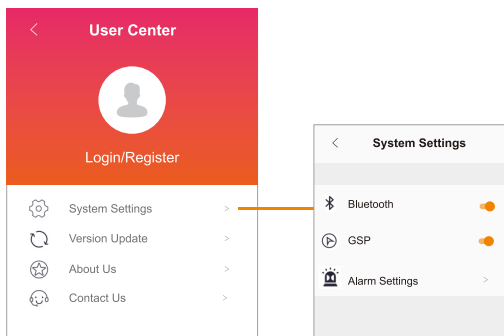 User Center
Login/Register
System Settings
Version Update
About Us
Contact Us
System Settings
Bluetooth
GSP
Alarm Settings